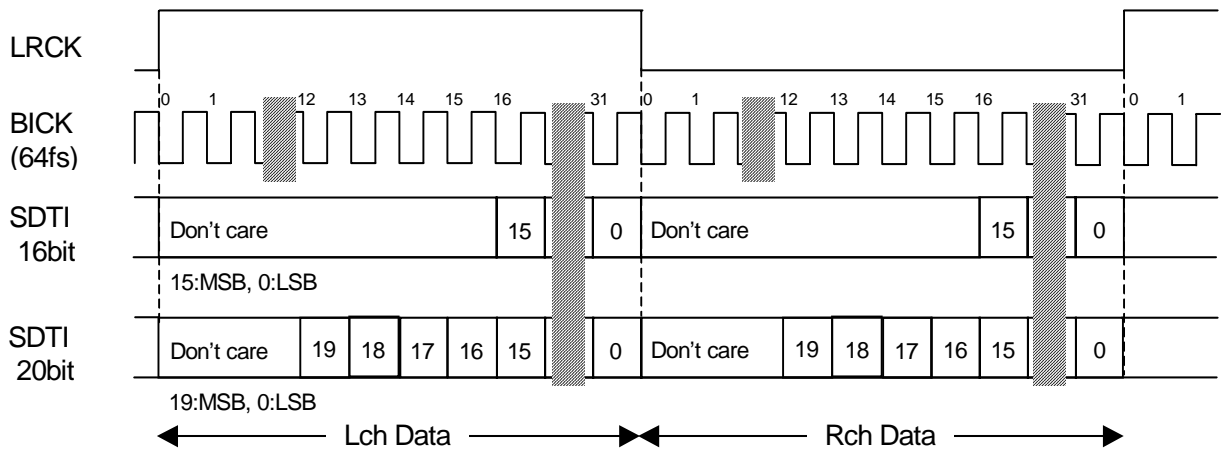 LRCK
0 1 12 13 14 15 16 31 0 1 12 13 14 15 16 31 0 1
BICK
(64fs)
SDTI
16bit
Don't care 15 0 Don't care 15 0
15:MSB, 0:LSB
SDTI
20bit
Don't care 19 18 17 16 15 0 Don't care 19 18 17 16 15 0
19:MSB, 0:LSB
Lch Data Rch Data